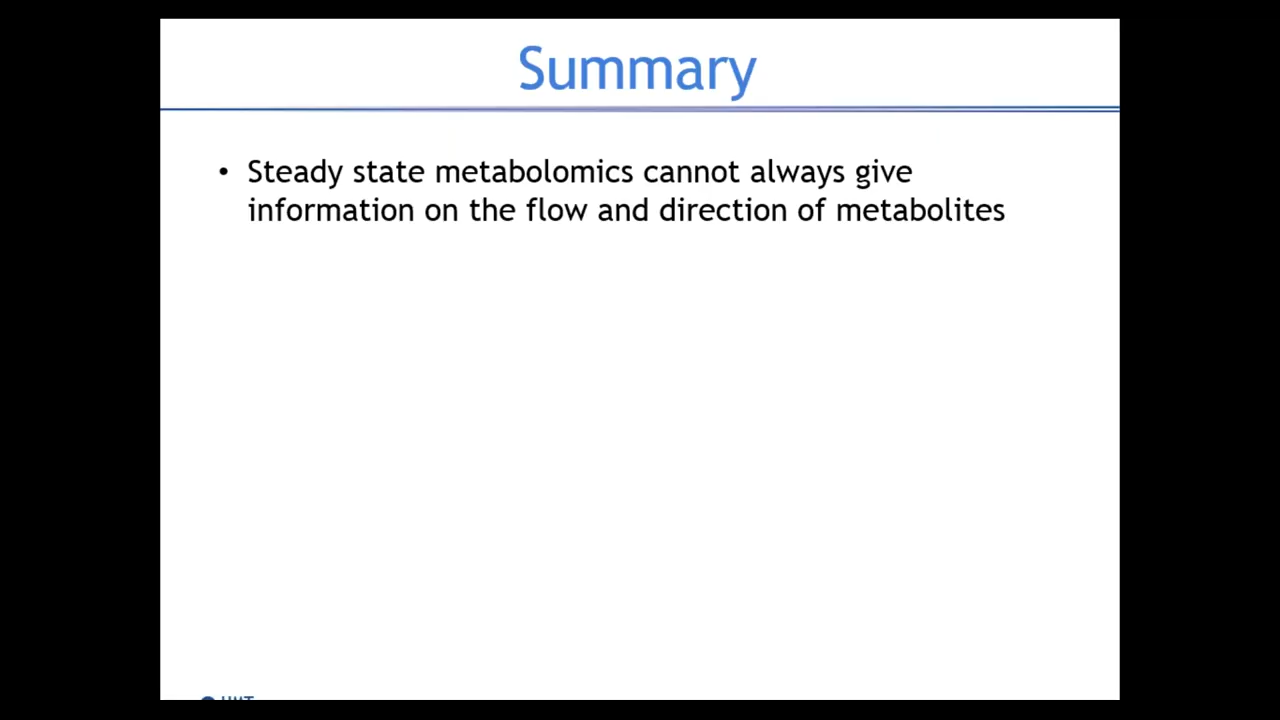 Summary
• Steady state metabolomics cannot always give
information on the flow and direction of metabolites